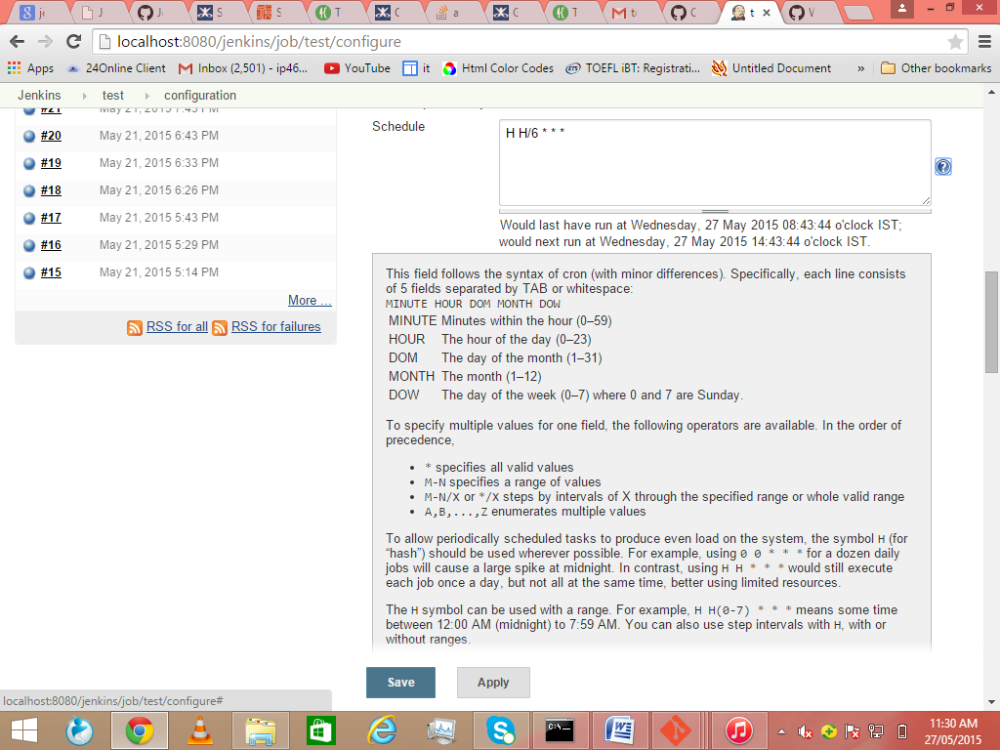 je
J
J
S
S
T
C
a
C
T
t
C
t
V
localhost:8080/jenkins/job/test/configure
Apps 24Online Client Inbox (2,501) - ip46... YouTube it Html Color Codes TOEFL iBT: Registrati... Untitled Document » Other bookmarks
Jenkins test configuration
#21 May 21, 2015 7:43 PM
#20 May 21, 2015 6:43 PM
#19 May 21, 2015 6:33 PM
#18 May 21, 2015 6:26 PM
#17 May 21, 2015 5:43 PM
#16 May 21, 2015 5:29 PM
#15 May 21, 2015 5:14 PM
More ...
RSS for all RSS for failures
Schedule
H H/6 * * *
Would last have run at Wednesday, 27 May 2015 08:43:44 o'clock IST;
would next run at Wednesday, 27 May 2015 14:43:44 o'clock IST.
This field follows the syntax of cron (with minor differences). Specifically, each line consists
of 5 fields separated by TAB or whitespace:
MINUTE HOUR DOM MONTH DOW
MINUTE Minutes within the hour (0–59)
HOUR The hour of the day (0–23)
DOM The day of the month (1–31)
MONTH The month (1–12)
DOW The day of the week (0–7) where 0 and 7 are Sunday.
To specify multiple values for one field, the following operators are available. In the order of
precedence,
• * specifies all valid values
• M-N specifies a range of values
• M-N/X or */X steps by intervals of X through the specified range or whole valid range
• A,B,...,Z enumerates multiple values
To allow periodically scheduled tasks to produce even load on the system, the symbol H (for
“hash”) should be used wherever possible. For example, using 0 0 * * * for a dozen daily
jobs will cause a large spike at midnight. In contrast, using H H * * * would still execute
each job once a day, but not all at the same time, better using limited resources.
The H symbol can be used with a range. For example, H H(0-7) * * * means some time
between 12:00 AM (midnight) to 7:59 AM. You can also use step intervals with H, with or
without ranges.
Save Apply
localhost:8080/jenkins/job/test/configure#
11:30 AM
27/05/2015